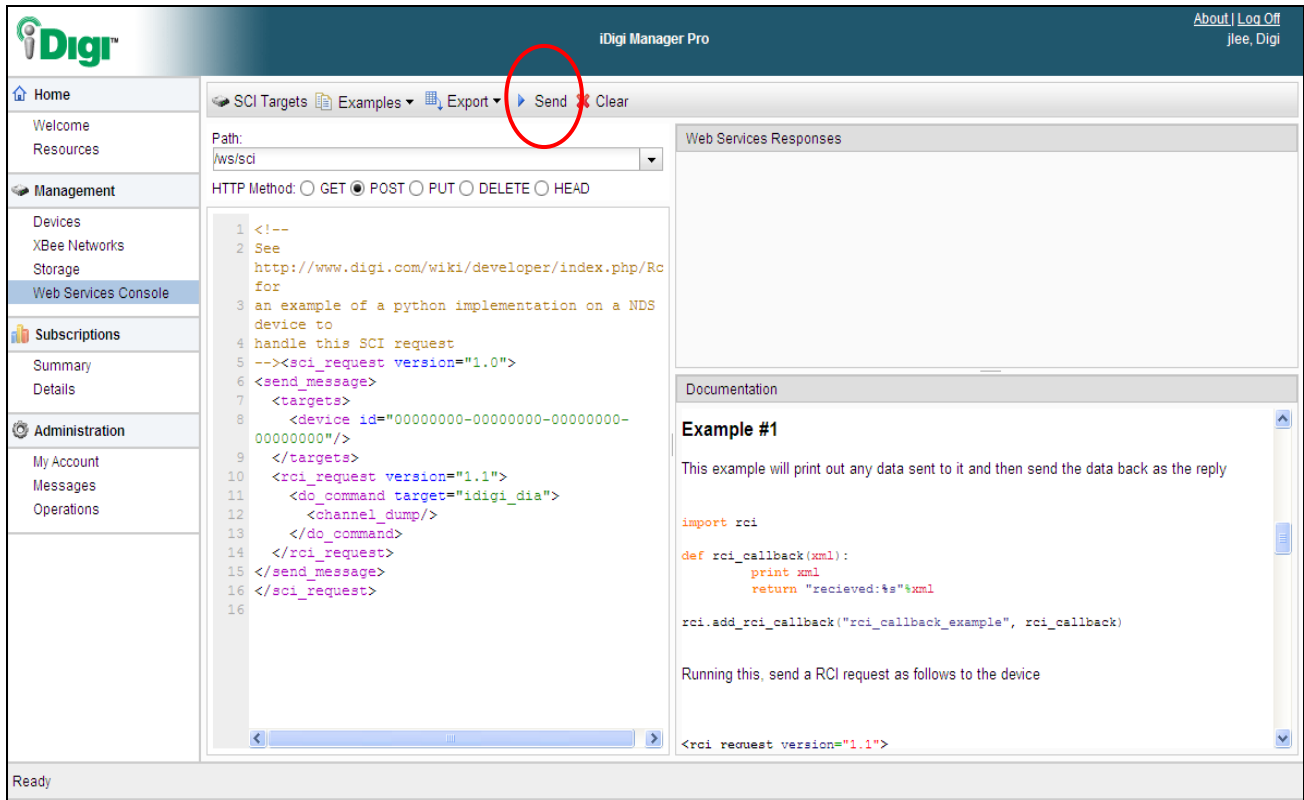 iDigi™
iDigi Manager Pro
About | Log Off
jlee, Digi
Home
Welcome
Resources
Management
Devices
XBee Networks
Storage
Web Services Console
Subscriptions
Summary
Details
Administration
My Account
Messages
Operations
SCI Targets Examples Export Send Clear
Path:
/ws/sci
HTTP Method: GET POST PUT DELETE HEAD
1 <!--
2 See
http://www.digi.com/wiki/developer/index.php/Rc
for
3 an example of a python implementation on a NDS
device to
4 handle this SCI request
5 --><sci_request version="1.0">
6 <send_message>
7 <targets>
8 <device id="00000000-00000000-00000000-
00000000"/>
9 </targets>
10 <rci_request version="1.1">
11 <do_command target="idigi_dia">
12 <channel_dump/>
13 </do_command>
14 </rci_request>
15 </send_message>
16 </sci_request>
16
Web Services Responses
Documentation
Example #1
This example will print out any data sent to it and then send the data back as the reply
import rci
def rci_callback(xml):
print xml
return "recieved:%s"%xml
rci.add_rci_callback("rci_callback_example", rci_callback)
Running this, send a RCI request as follows to the device
<rci request version="1.1">
Ready